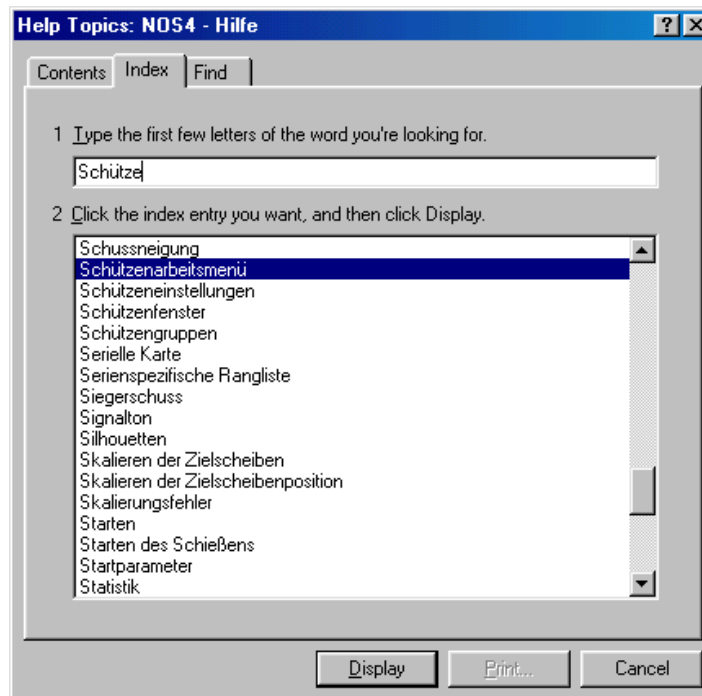 Help Topics: NOS4 - Hilfe
Contents Index Find
1 Type the first few letters of the word you're looking for.
Schütze
2 Click the index entry you want, and then click Display.
Schussneigung
Schützenarbeitsmenü
Schützeneinstellungen
Schützenfenster
Schützengruppen
Serielle Karte
Serienspezifische Rangliste
Siegerschuss
Signalton
Silhouetten
Skalieren der Zielscheiben
Skalieren der Zielscheibenposition
Skalierungsfehler
Starten
Starten des Schießens
Startparameter
Statistik
Display Print... Cancel